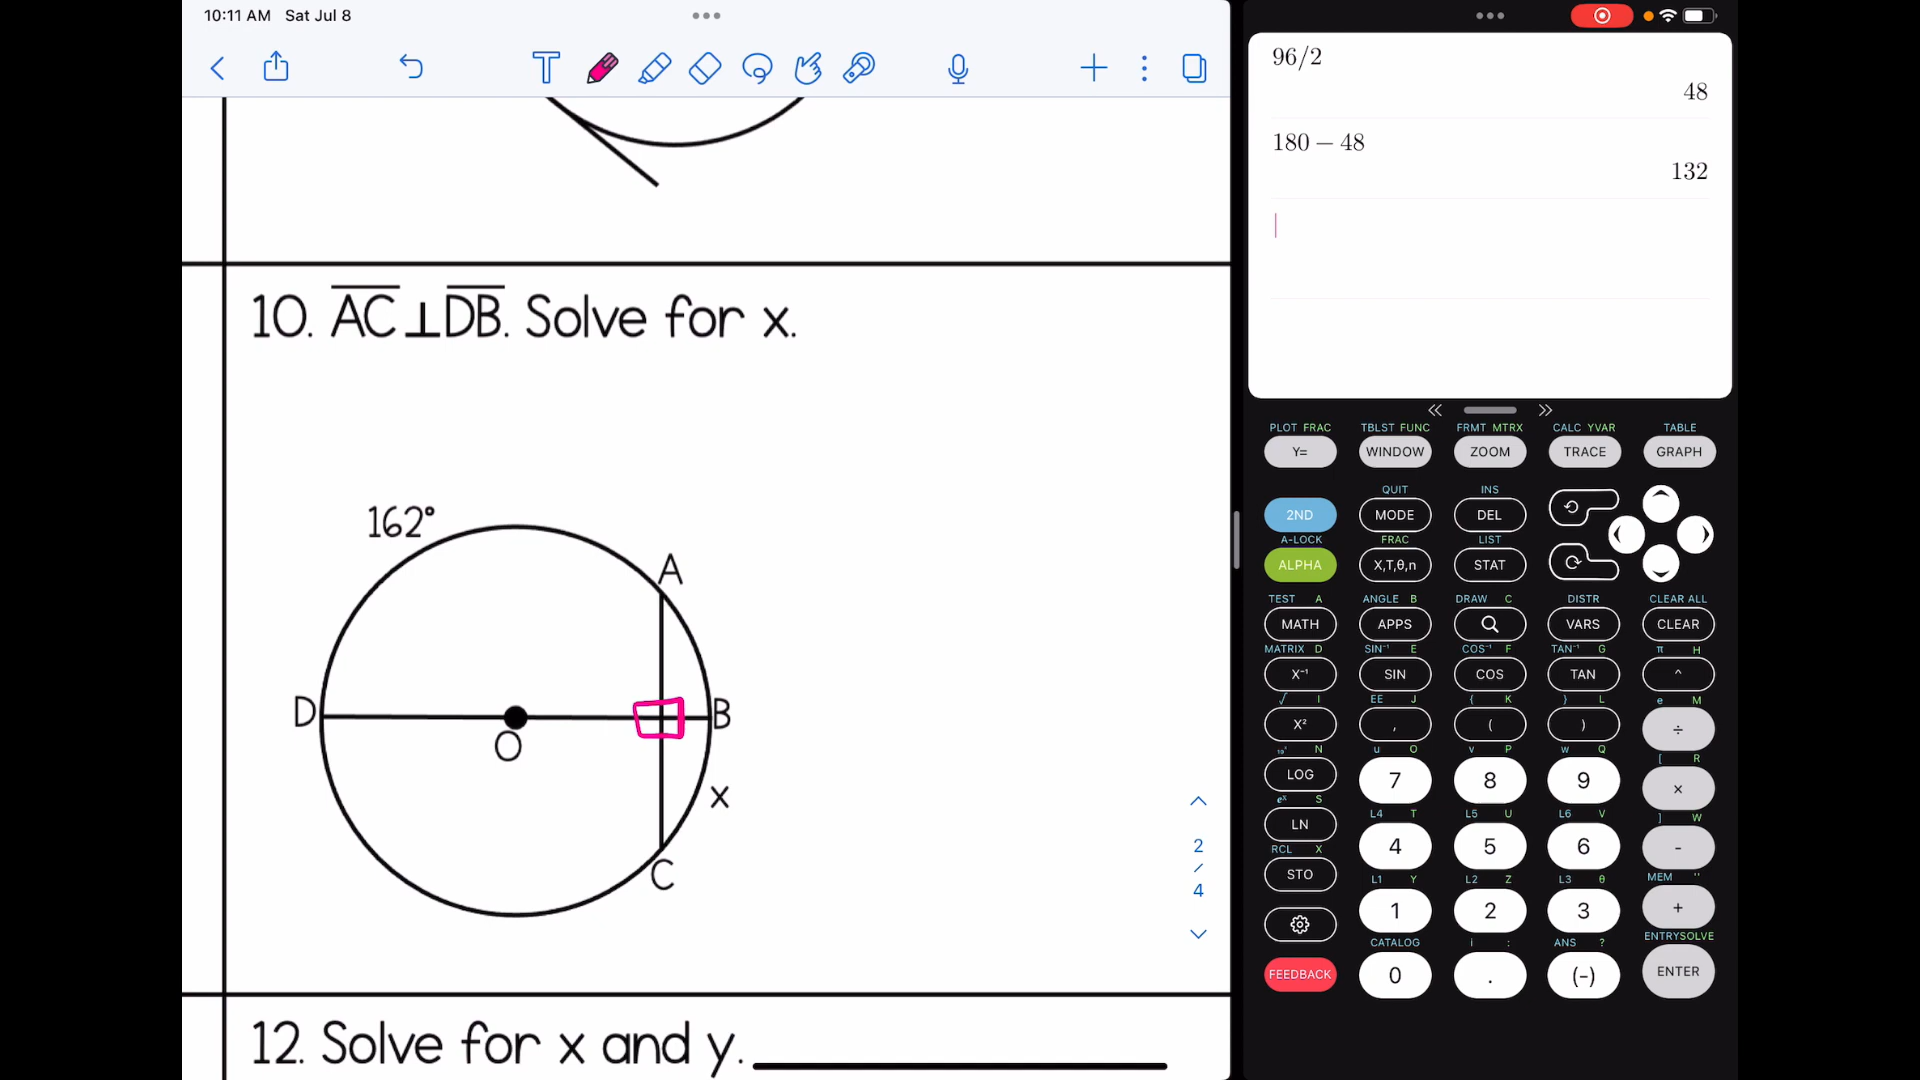 10:11 AM Sat Jul 8
96/2
48
180 – 48
132
10. AC⊥DB. Solve for x.
162°
A
D
B
O
x
C
2
/
4
12. Solve for x and y.
PLOT FRAC TBLST FUNC FRMT MTRX CALC YVAR TABLE
Y= WINDOW ZOOM TRACE GRAPH
QUIT INS
2ND MODE DEL
A-LOCK FRAC LIST
ALPHA X,T,θ,n STAT
TEST A ANGLE B DRAW C DISTR CLEAR ALL
MATH APPS VARS CLEAR
MATRIX D SIN⁻¹ E COS⁻¹ F TAN⁻¹ G π H
X⁻¹ SIN COS TAN ^
√ I EE J { K } L e M
X² , ( ) ÷
10ˣ N u O v P w Q [ R
LOG 7 8 9 ×
eˣ S L4 T L5 U L6 V ] W
LN 4 5 6 -
RCL X L1 Y L2 Z L3 θ MEM "
STO 1 2 3 +
CATALOG i : ANS ? ENTRY SOLVE
FEEDBACK 0 . (-) ENTER